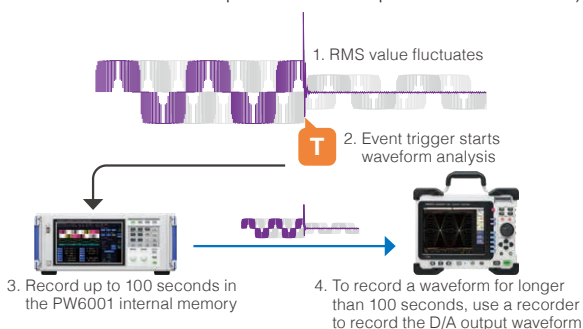 1. RMS value fluctuates
T
2. Event trigger starts
waveform analysis
3. Record up to 100 seconds in
the PW6001 internal memory
4. To record a waveform for longer
than 100 seconds, use a recorder
to record the D/A output waveform